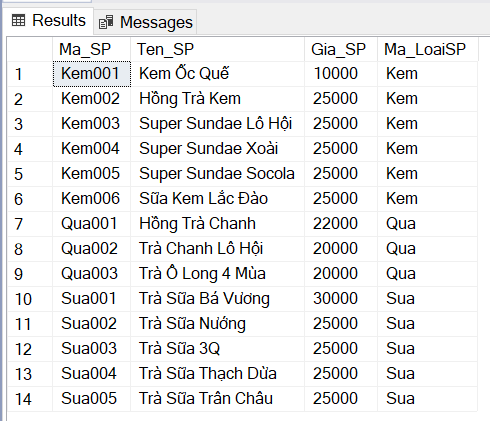 Results Messages
Ma_SP Ten_SP Gia_SP Ma_LoaiSP
1 Kem001 Kem Ốc Quế 10000 Kem
2 Kem002 Hồng Trà Kem 25000 Kem
3 Kem003 Super Sundae Lô Hội 25000 Kem
4 Kem004 Super Sundae Xoài 25000 Kem
5 Kem005 Super Sundae Socola 25000 Kem
6 Kem006 Sữa Kem Lắc Đào 25000 Kem
7 Qua001 Hồng Trà Chanh 22000 Qua
8 Qua002 Trà Chanh Lô Hội 20000 Qua
9 Qua003 Trà Ô Long 4 Mùa 20000 Qua
10 Sua001 Trà Sữa Bá Vương 30000 Sua
11 Sua002 Trà Sữa Nướng 25000 Sua
12 Sua003 Trà Sữa 3Q 25000 Sua
13 Sua004 Trà Sữa Thạch Dừa 25000 Sua
14 Sua005 Trà Sữa Trân Châu 25000 Sua